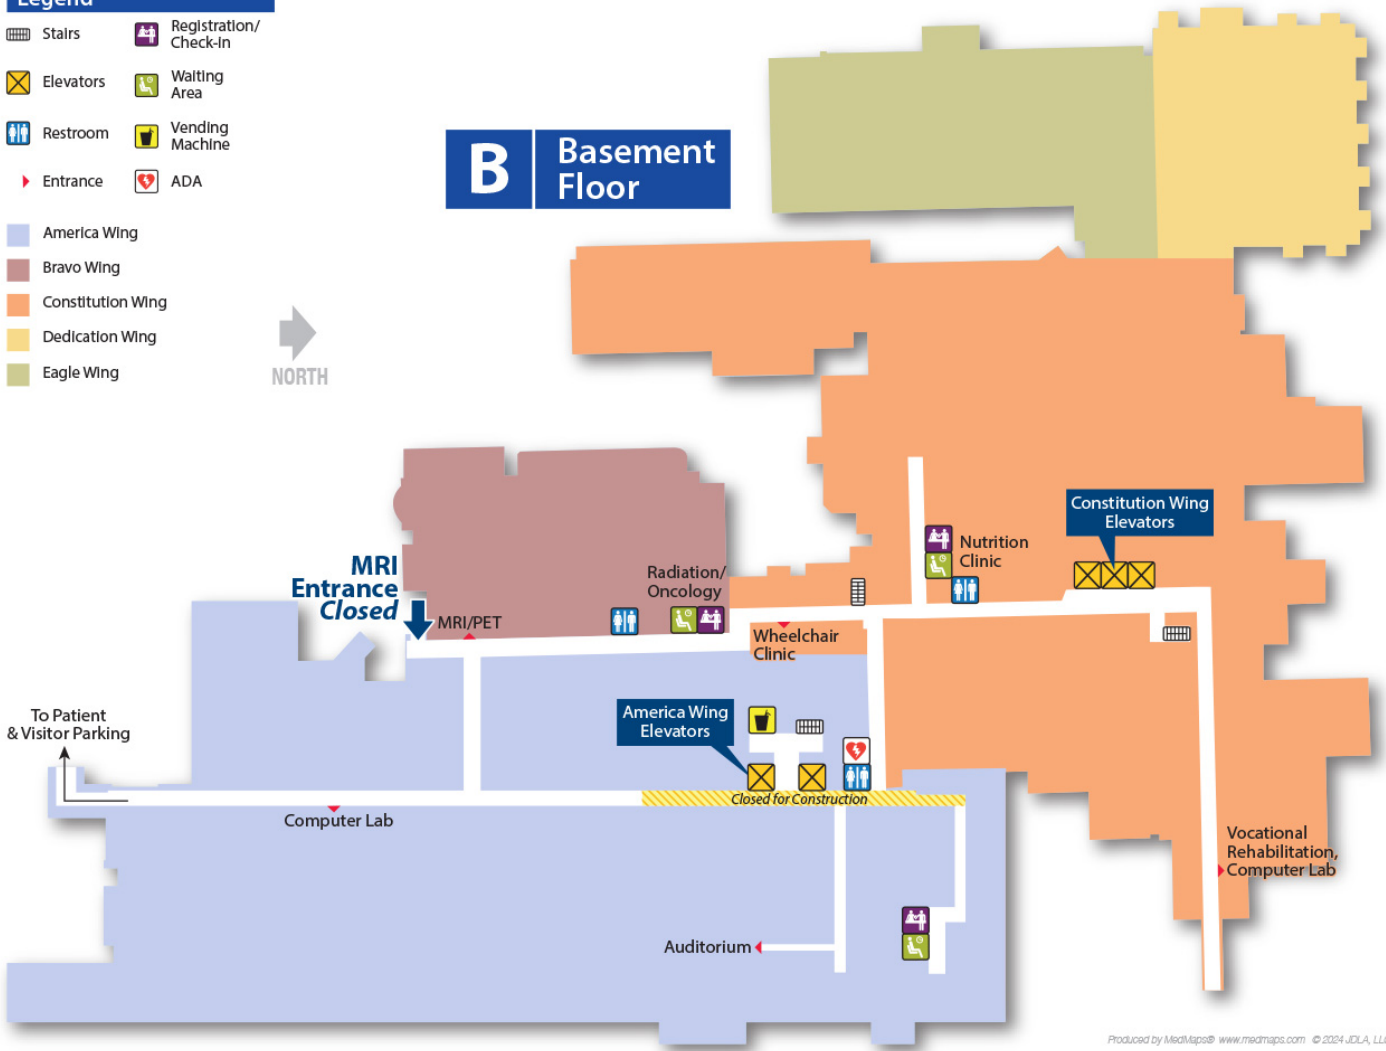 Legend
Stairs
Registration/
Check-In
Elevators
Waiting
Area
Restroom
Vending
Machine
Entrance
ADA
America Wing
Bravo Wing
Constitution Wing
Dedication Wing
Eagle Wing
NORTH
B
Basement
Floor
Constitution Wing
Elevators
Nutrition
Clinic
MRI
Entrance
Closed
MRI/PET
Radiation/
Oncology
Wheelchair
Clinic
To Patient
& Visitor Parking
America Wing
Elevators
Closed for Construction
Computer Lab
Vocational
Rehabilitation,
Computer Lab
Auditorium
Produced by MedMaps® www.medmaps.com © 2024 JDLA, LL